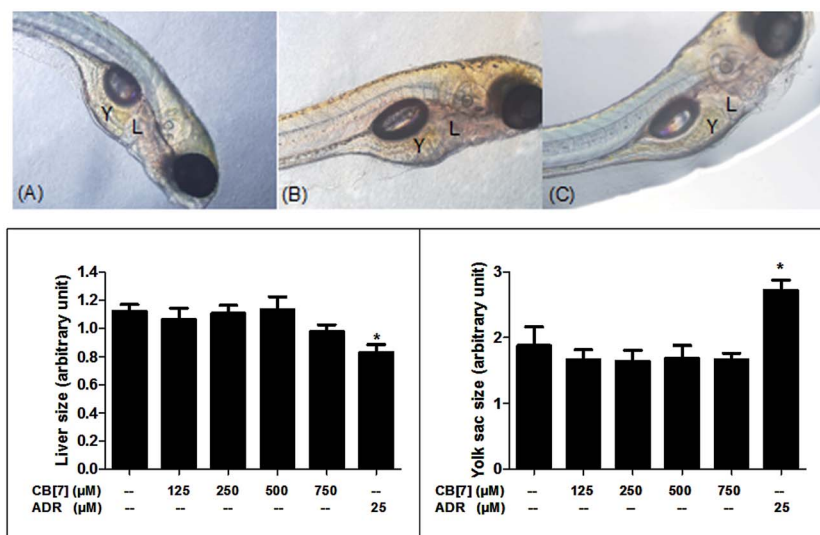 Y
L
(A)
L
Y
(B)
L
Y
(C)
Liver size (arbitrary unit)
1.4
1.2
1.0
0.8
0.6
0.4
0.2
0.0
*
CB[7] (µM) -- 125 250 500 750 --
ADR (µM) -- -- -- -- -- 25
Yolk sac size (arbitrary unit)
3
2
1
0
*
CB[7] (µM) -- 125 250 500 750 --
ADR (µM) -- -- -- -- -- 25